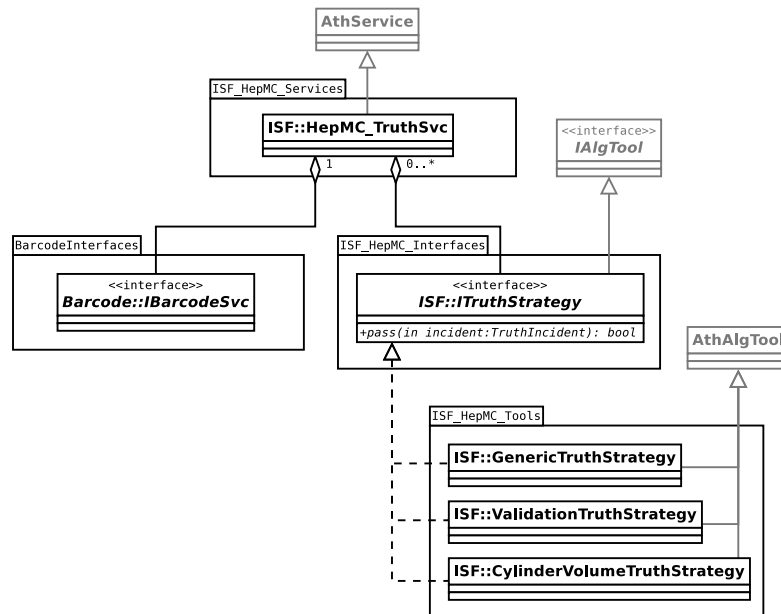 AthService
ISF_HepMC_Services
ISF::HepMC_TruthSvc
1
0..*
<<interface>>
IAlgTool
BarcodeInterfaces
<<interface>>
Barcode::IBarcodeSvc
ISF_HepMC_Interfaces
<<interface>>
ISF::ITruthStrategy
+pass(in incident:TruthIncident): bool
AthAlgTool
ISF_HepMC_Tools
ISF::GenericTruthStrategy
ISF::ValidationTruthStrategy
ISF::CylinderVolumeTruthStrategy